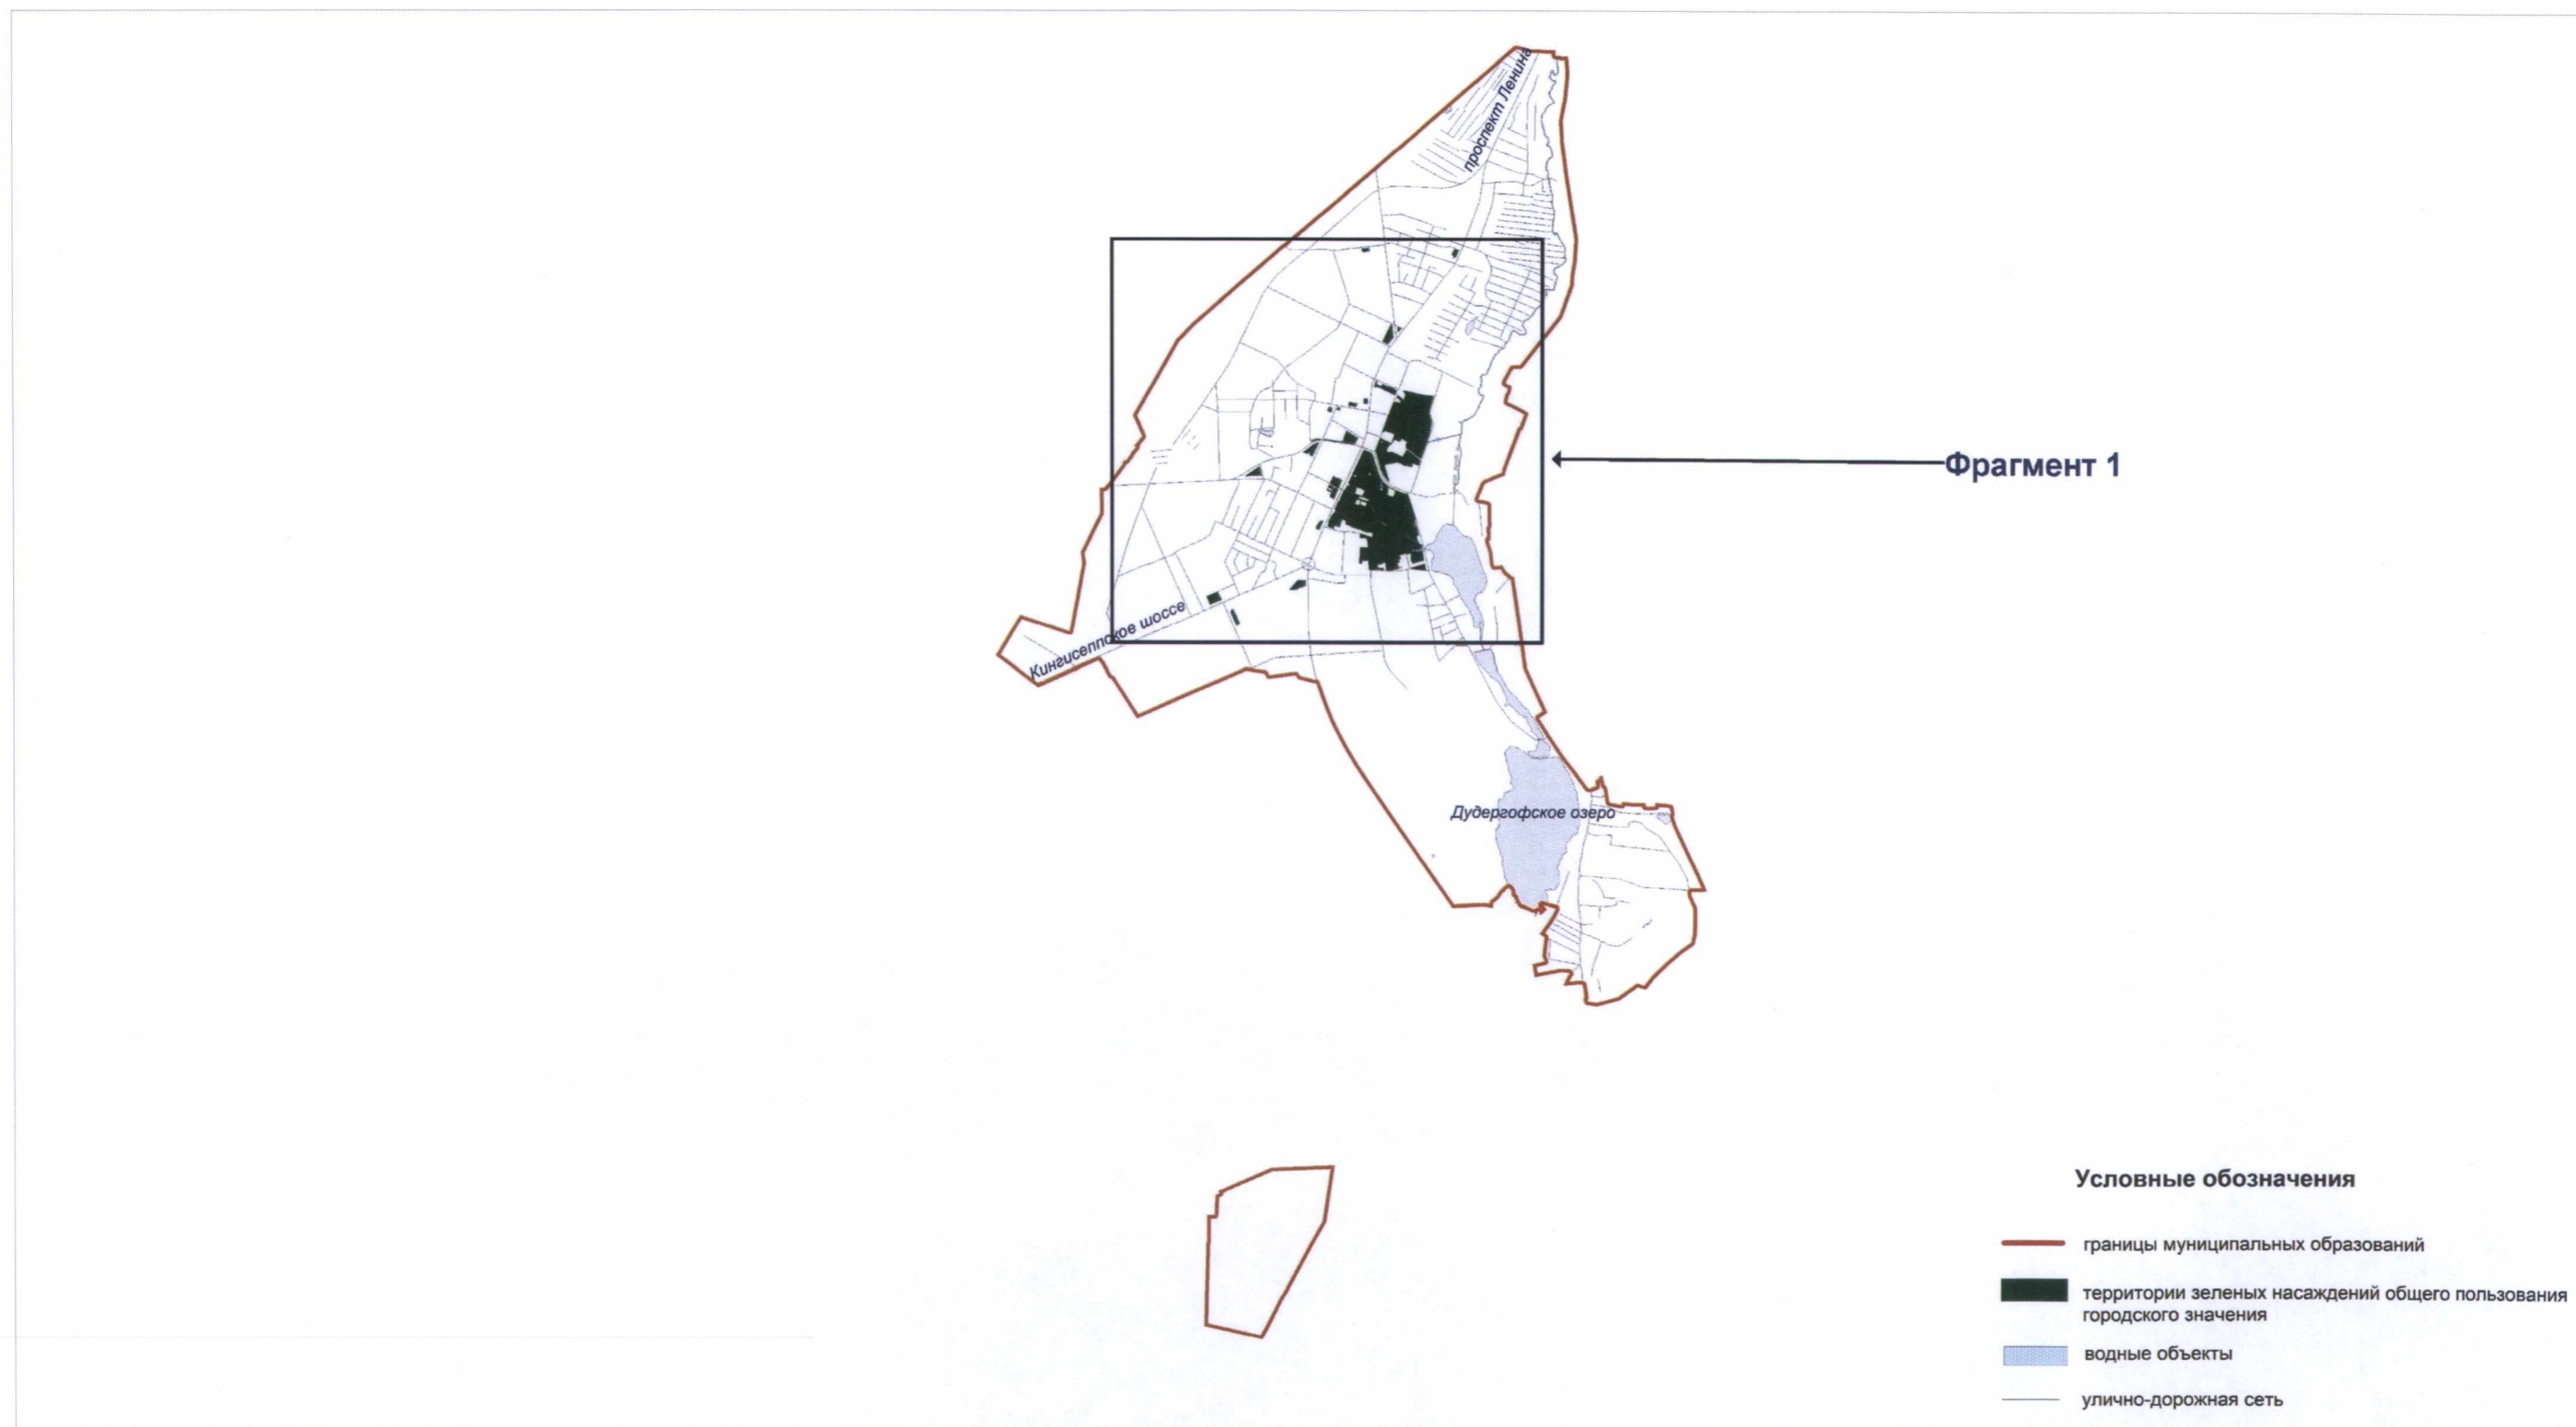 проспект Ленина
Фрагмент 1
Кингисеппское шоссе
Дудергофское озеро
Условные обозначения
границы муниципальных образований
территории зеленых насаждений общего пользования
городского значения
водные объекты
улично-дорожная сеть